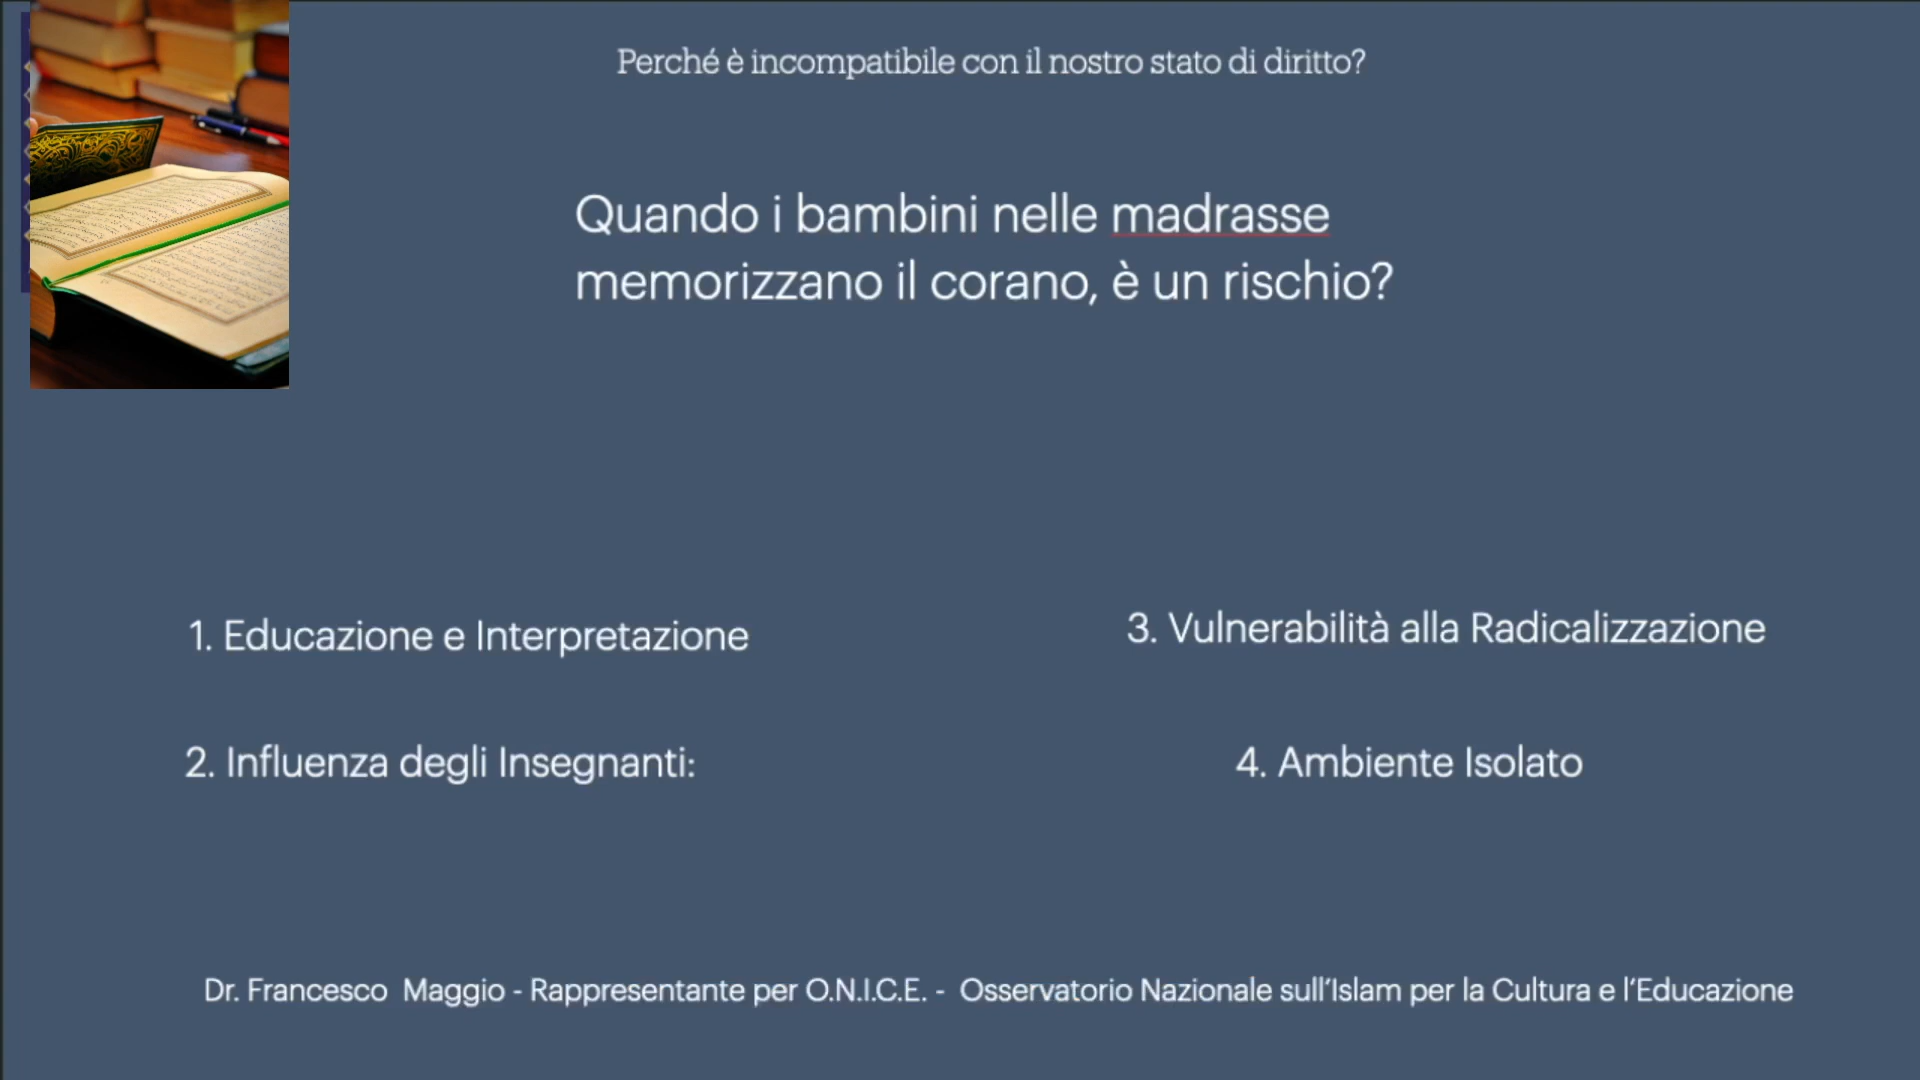 Perché è incompatibile con il nostro stato di diritto?
Quando i bambini nelle madrasse
memorizzano il corano, è un rischio?
1. Educazione e Interpretazione
2. Influenza degli Insegnanti:
3. Vulnerabilità alla Radicalizzazione
4. Ambiente Isolato
Dr. Francesco Maggio - Rappresentante per O.N.I.C.E. - Osservatorio Nazionale sull'Islam per la Cultura e l'Educazione